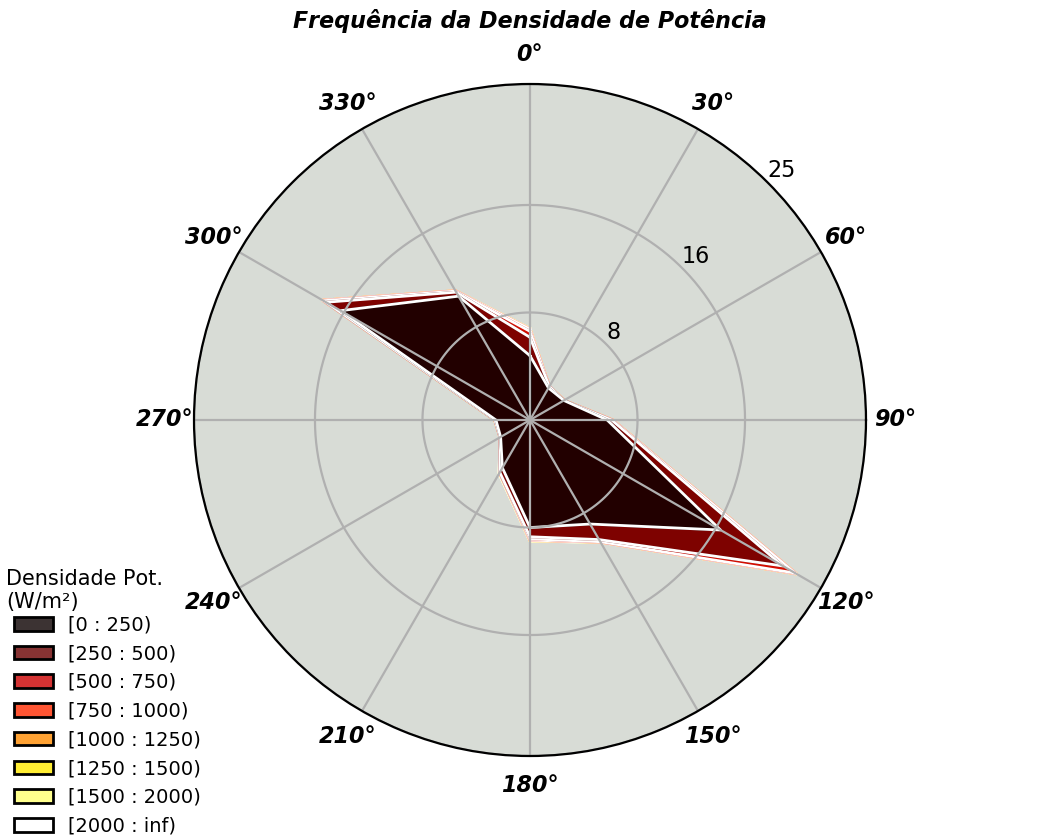 Frequência da Densidade de Potência
0°
330°
30°
25
300°
60°
16
8
270°
90°
240°
120°
210°
150°
180°
Densidade Pot.
(W/m²)
[0 : 250)
[250 : 500)
[500 : 750)
[750 : 1000)
[1000 : 1250)
[1250 : 1500)
[1500 : 2000)
[2000 : inf)